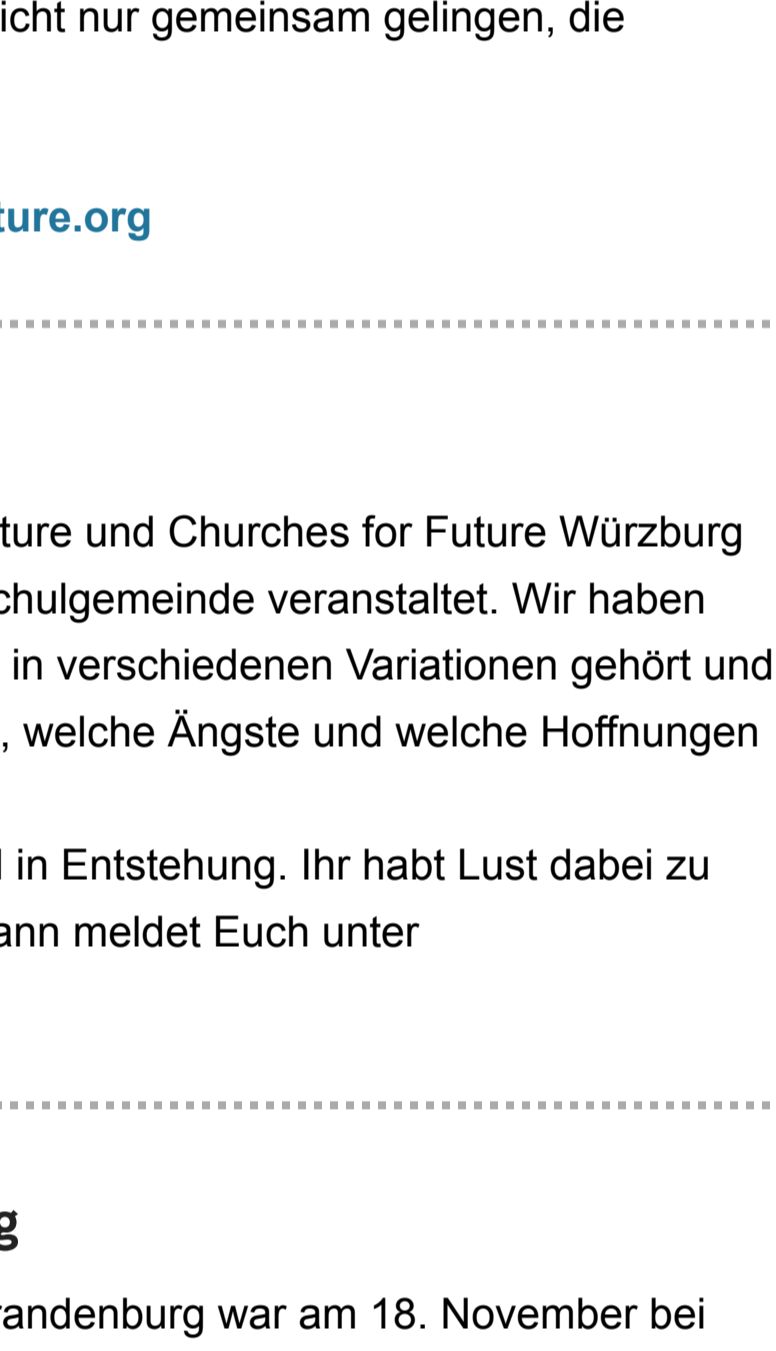 icht nur gemeinsam gelingen, die
ture.org
ture und Churches for Future Würzburg
chulgemeinde veranstaltet. Wir haben
in verschiedenen Variationen gehört und
, welche Ängste und welche Hoffnungen
in Entstehung. Ihr habt Lust dabei zu
ann meldet Euch unter
g
randenburg war am 18. November bei